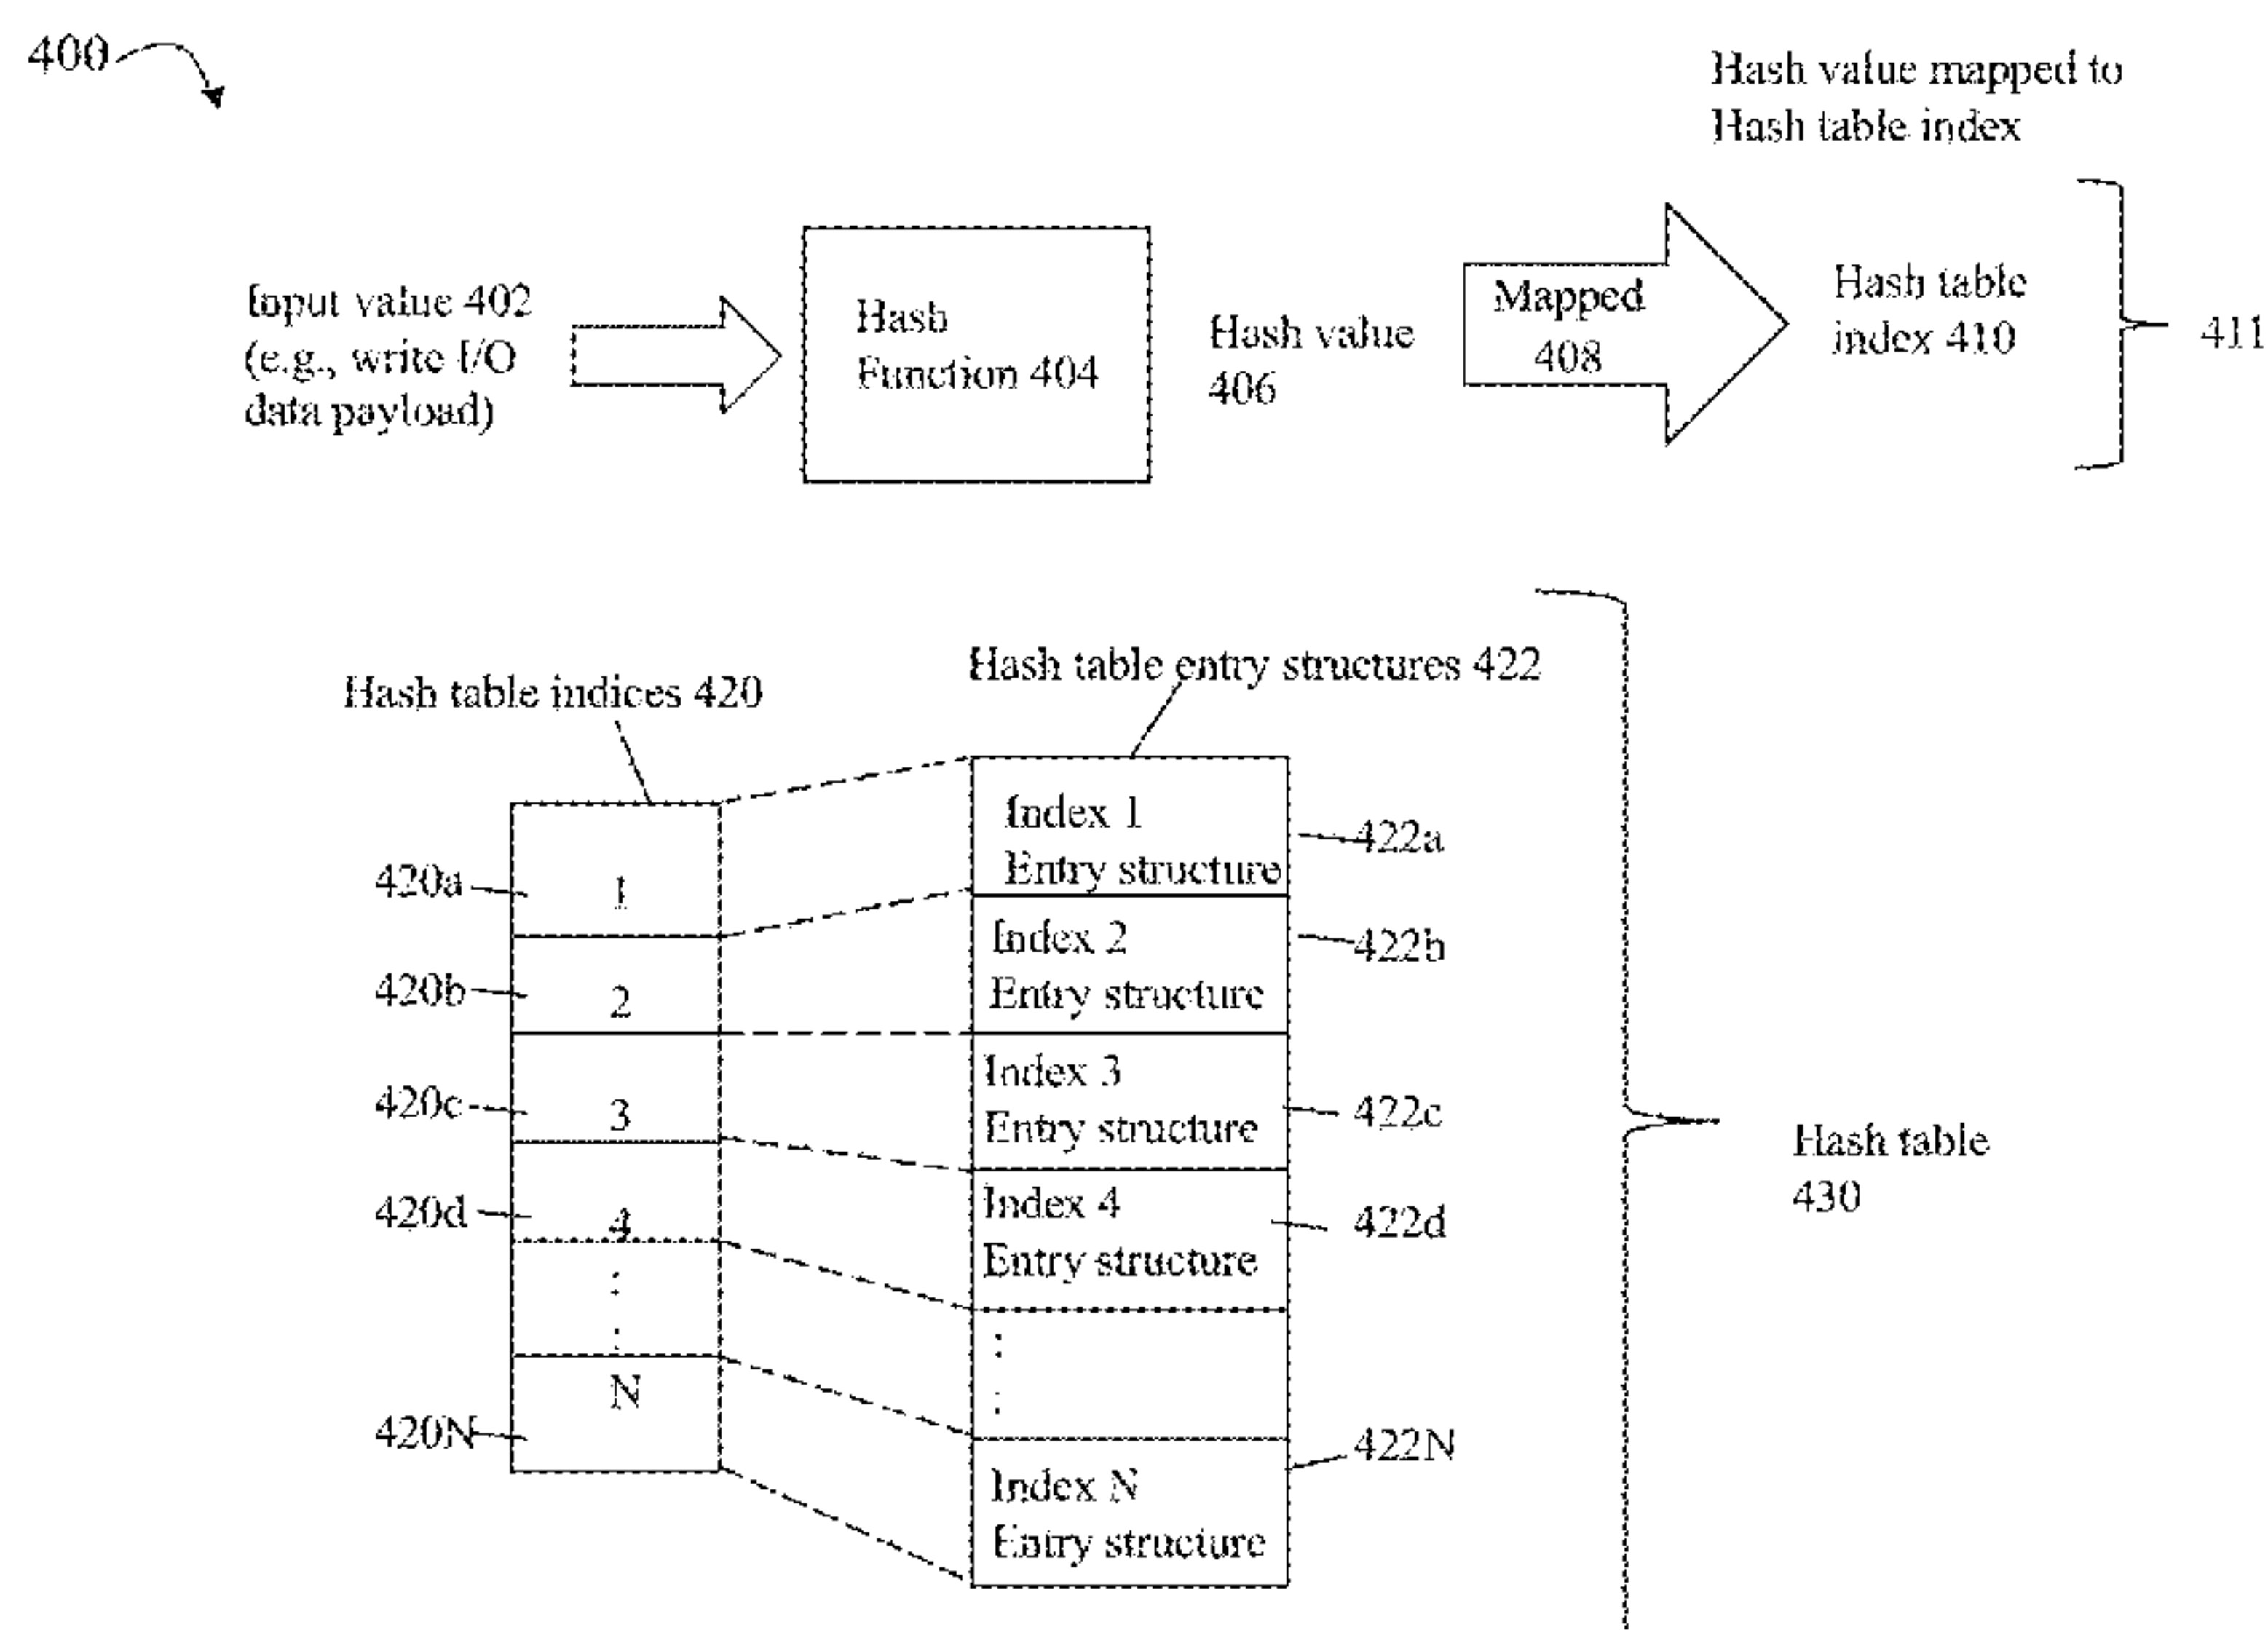 400
Hash value mapped to
Hash table index
Input value 402
(e.g., write I/O
data payload)
Hash
Function 404
Hash value
406
Mapped
408
Hash table
index 410
411
Hash table indices 420
Hash table entry structures 422
420a
1
420b
2
420c
3
420d
4
:
:
420N
N
Index 1
Entry structure
422a
Index 2
Entry structure
422b
Index 3
Entry structure
422c
Index 4
Entry structure
422d
:
:
Index N
Entry structure
422N
Hash table
430